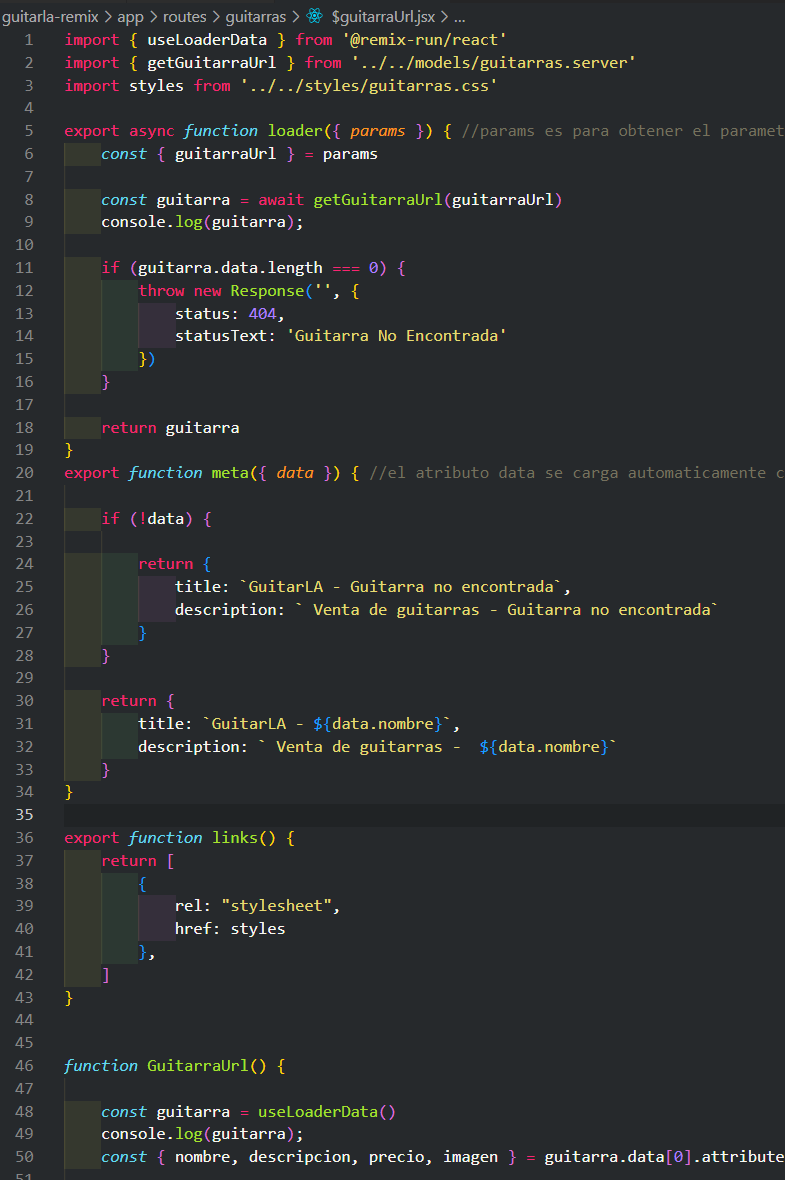 guitarla-remix > app > routes > guitarras > $guitarraUrl.jsx > ...
1 import { useLoaderData } from '@remix-run/react'
2 import { getGuitarraUrl } from '../../models/guitarras.server'
3 import styles from '../../styles/guitarras.css'
4
5 export async function loader({ params }) { //params es para obtener el paramet
6 const { guitarraUrl } = params
7
8 const guitarra = await getGuitarraUrl(guitarraUrl)
9 console.log(guitarra);
10
11 if (guitarra.data.length === 0) {
12 throw new Response('', {
13 status: 404,
14 statusText: 'Guitarra No Encontrada'
15 })
16 }
17
18 return guitarra
19 }
20 export function meta({ data }) { //el atributo data se carga automaticamente c
21
22 if (!data) {
23
24 return {
25 title: `GuitarLA - Guitarra no encontrada`,
26 description: ` Venta de guitarras - Guitarra no encontrada`
27 }
28 }
29
30 return {
31 title: `GuitarLA - ${data.nombre}`,
32 description: ` Venta de guitarras -  ${data.nombre}`
33 }
34 }
35
36 export function links() {
37 return [
38 {
39 rel: "stylesheet",
40 href: styles
41 },
42 ]
43 }
44
45
46 function GuitarraUrl() {
47
48 const guitarra = useLoaderData()
49 console.log(guitarra);
50 const { nombre, descripcion, precio, imagen } = guitarra.data[0].attribute
51